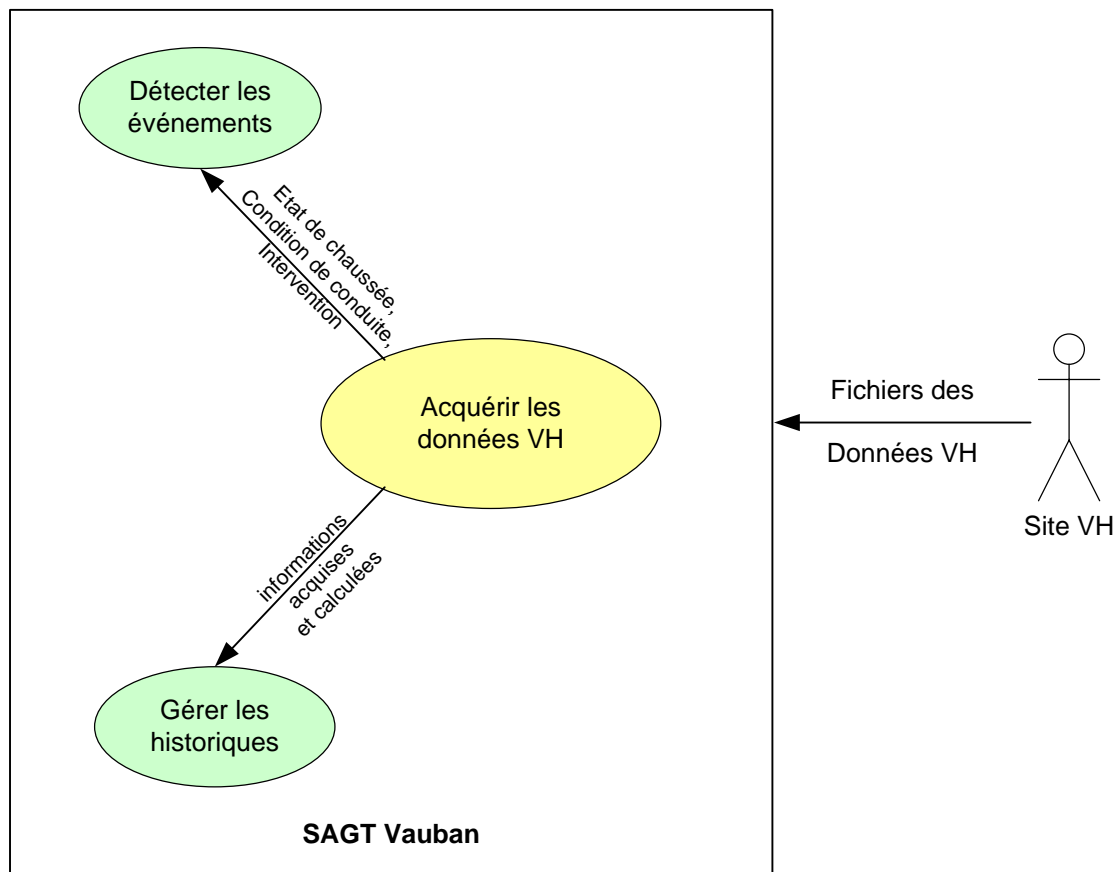 Détecter les
événements
Etat de chaussée,
Condition de conduite,
Intervention
Acquérir les
données VH
Fichiers des
Données VH
Site VH
informations
acquises
et calculées
Gérer les
historiques
SAGT Vauban